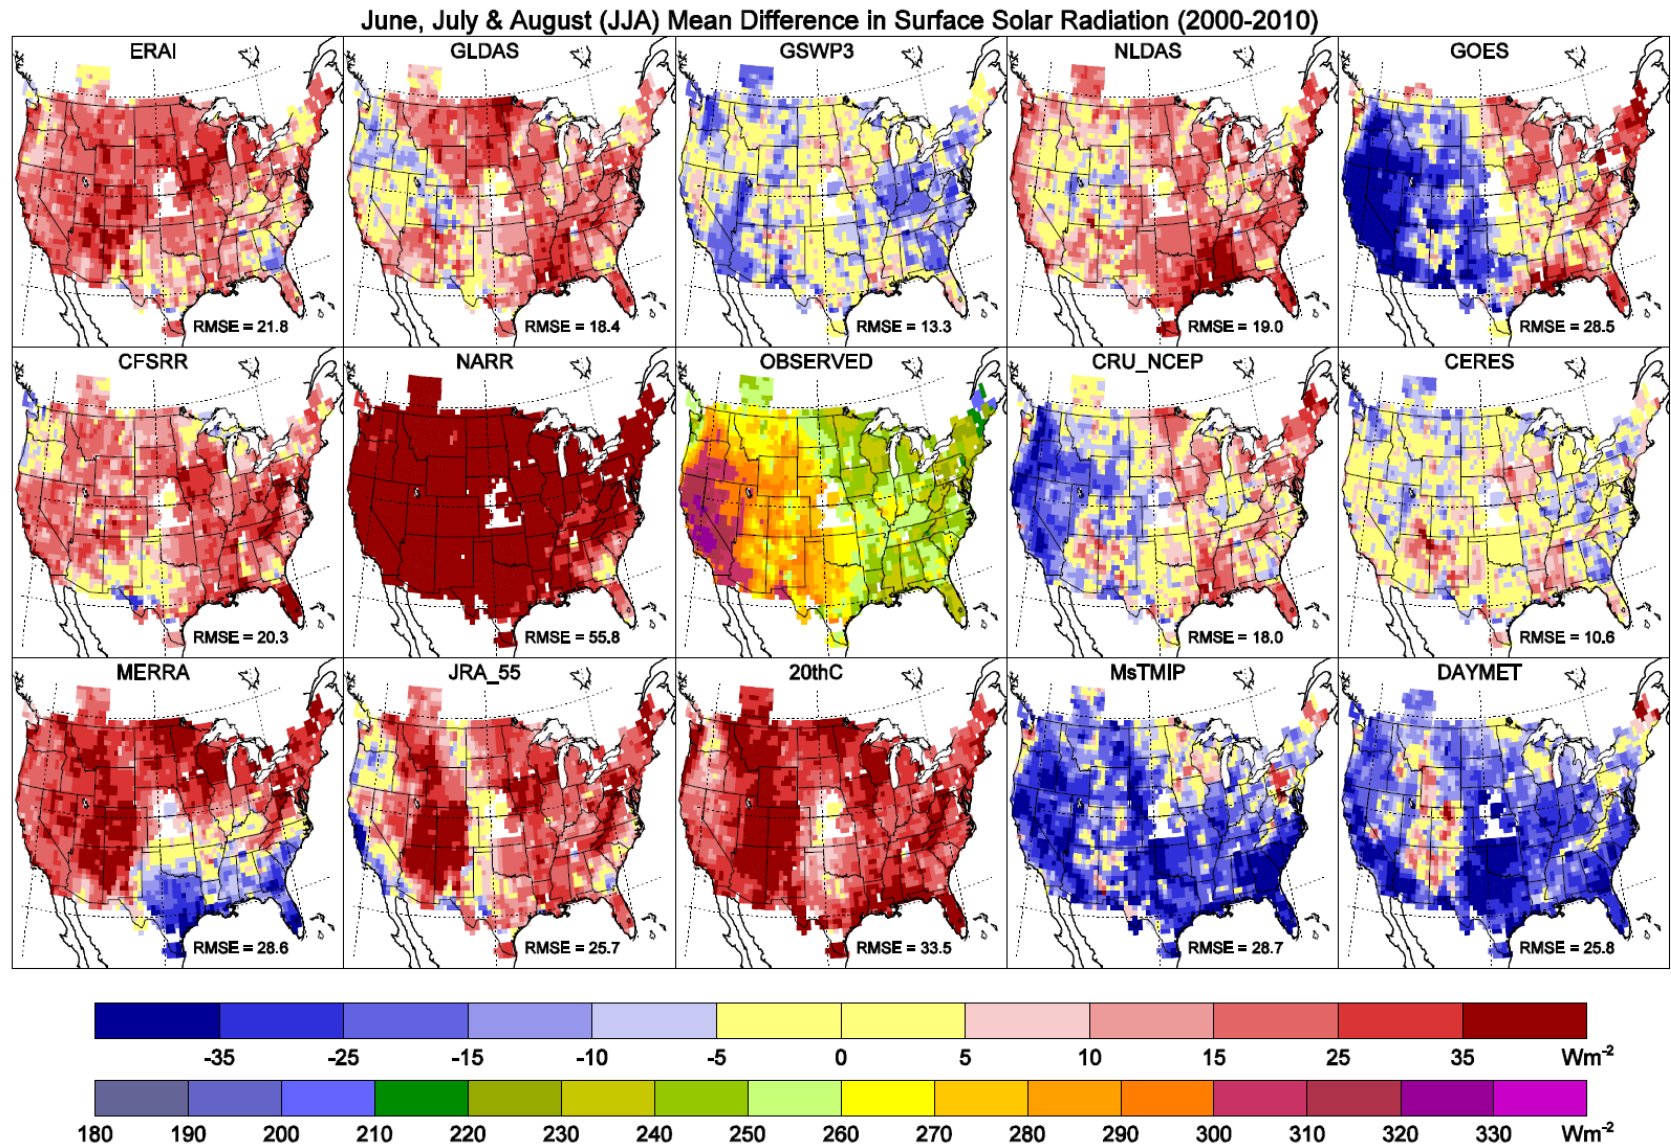 June, July & August (JJA) Mean Difference in Surface Solar Radiation (2000-2010)
ERAI GLDAS GSWP3 NLDAS GOES
RMSE = 21.8 RMSE = 18.4 RMSE = 13.3 RMSE = 19.0 RMSE = 28.5
CFSRR NARR OBSERVED CRU_NCEP CERES
RMSE = 20.3 RMSE = 55.8 RMSE = 18.0 RMSE = 10.6
MERRA JRA_55 20thC MsTMIP DAYMET
RMSE = 28.6 RMSE = 25.7 RMSE = 33.5 RMSE = 28.7 RMSE = 25.8
-35 -25 -15 -10 -5 0 5 10 15 25 35 Wm⁻²
180 190 200 210 220 230 240 250 260 270 280 290 300 310 320 330 Wm⁻²